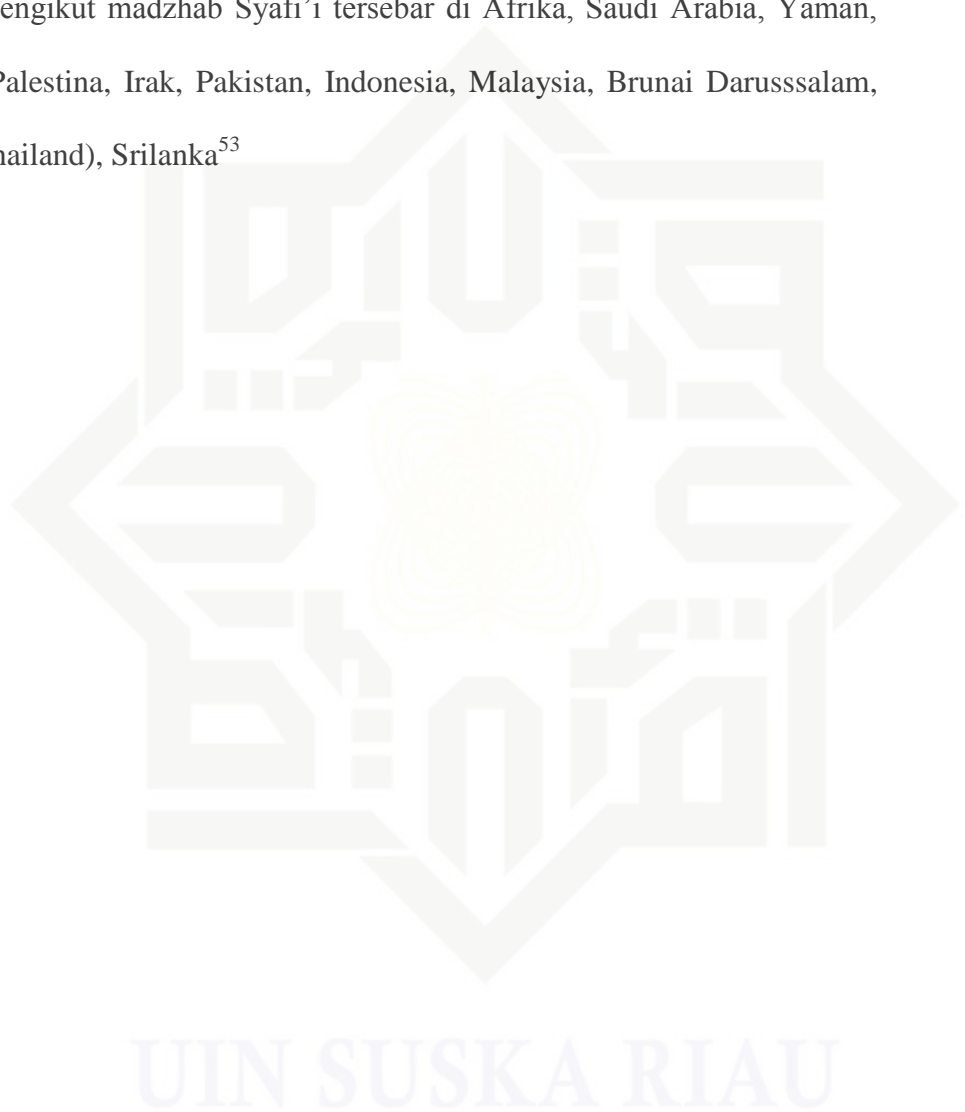 engikut madzhab Syafi'i tersebar di Afrika, Saudi Arabia, Yaman,
Palestina, Irak, Pakistan, Indonesia, Malaysia, Brunai Darusssalam,
hailand), Srilanka53
UIN SUSKA RIAU